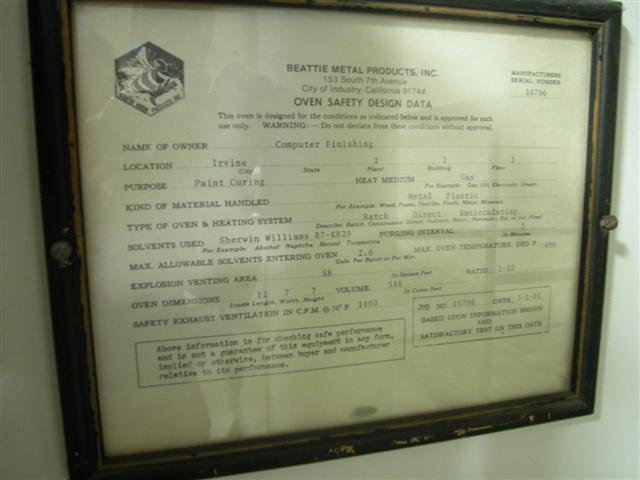 BEATTIE METAL PRODUCTS, INC.
153 South 7th Avenue
City of Industry, California 91744
OVEN SAFETY DESIGN DATA
MANUFACTURERS
SERIAL NUMBER
10796
This oven is designed for the conditions as indicated below and is approved for such
use only. WARNING: — Do not deviate from these conditions without approval.
NAME OF OWNER Computer Finishing
LOCATION Irvine 1 1 1
City State Plant Building Floor
PURPOSE Paint Curing HEAT MEDIUM Gas
For Example: Gas, Oil, Electricity, Steam
KIND OF MATERIAL HANDLED Metal Plastic
For Example: Wood, Paper, Textiles, Foods, Metal, Minerals
TYPE OF OVEN & HEATING SYSTEM Batch Direct Recirculating
Describe: Batch, Continuous, Direct, Indirect,
SOLVENTS USED Sherwin Williams R7-KB29 PURGING INTERVAL 3
For Example: Alcohol Naphtha Benzol Turpentine In Minutes
MAX. ALLOWABLE SOLVENTS ENTERING OVEN 2.6 MAX. OVEN TEMPERATURE, DEG F
Gals. Per Batch or Per Min.
EXPLOSION VENTING AREA 58 In Square Feet RATIO 1-10
OVEN DIMENSIONS 12 7 7 VOLUME 588
Inside Length, Width, Height In Cubic Feet
SAFETY EXHAUST VENTILATION IN C.F.M. @ 70° F 1000
JOB NO. 10796 DATE
BASED UPON INFORMATION SHOWN
AND
SATISFACTORY TEST ON THIS DATE
Above information is for checking safe performance
and is not a guarantee of this equipment in any form,
implied or otherwise, between buyer and manufacturer
relative to its performance.